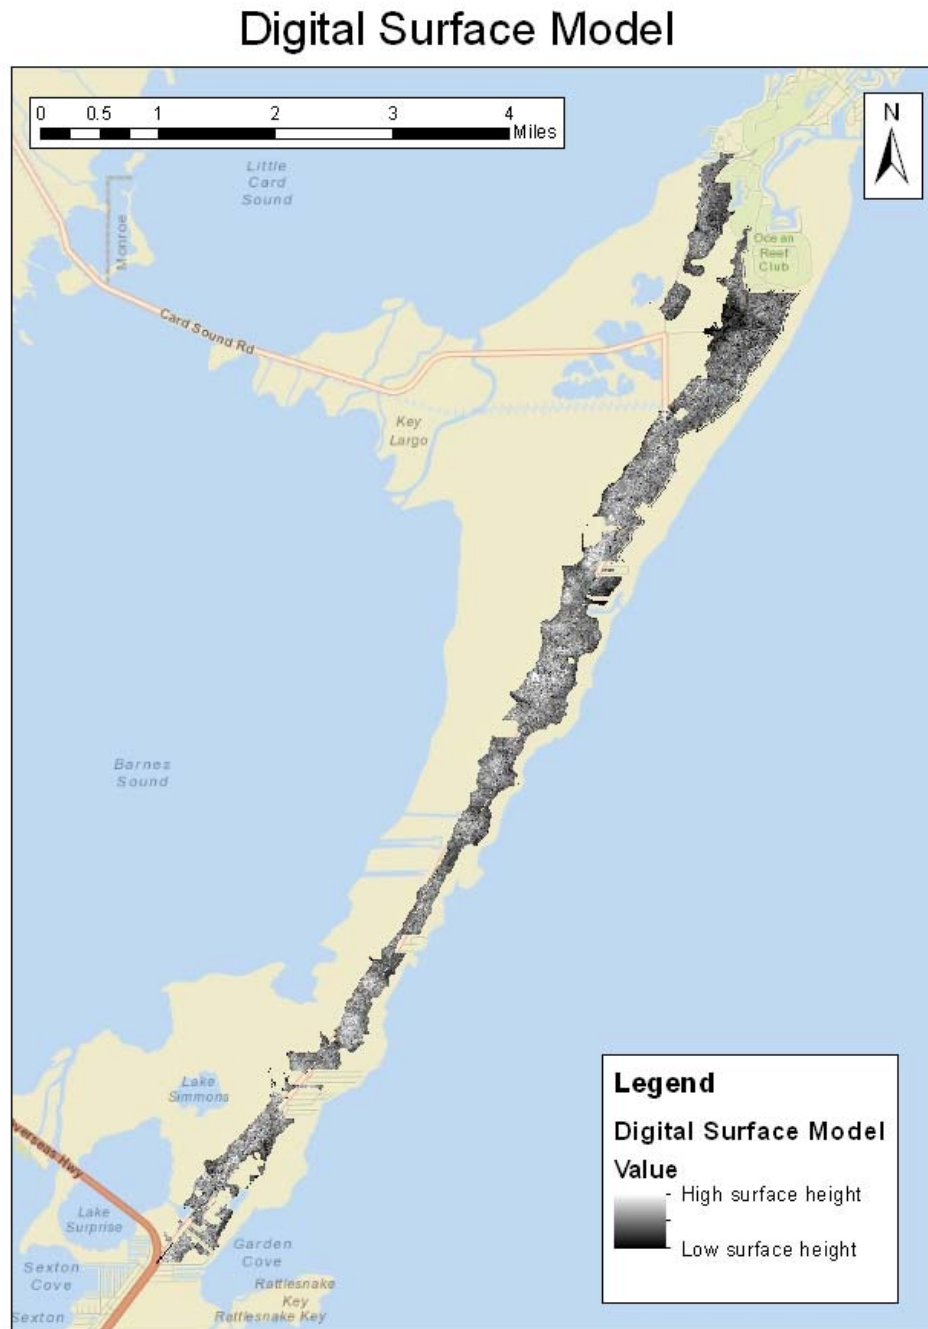 Digital Surface Model
0 0.5 1 2 3 4
Miles
N
Little
Card
Sound
Monroe
Ocean
Reef
Club
Card Sound Rd
Key
Largo
Barnes
Sound
Lake
Simmons
Overseas Hwy
Lake
Surprise
Garden
Cove
Sexton
Cove
Rattlesnake
Key
Rattlesnake Key
Sexton
Legend
Digital Surface Model
Value
High surface height
Low surface height